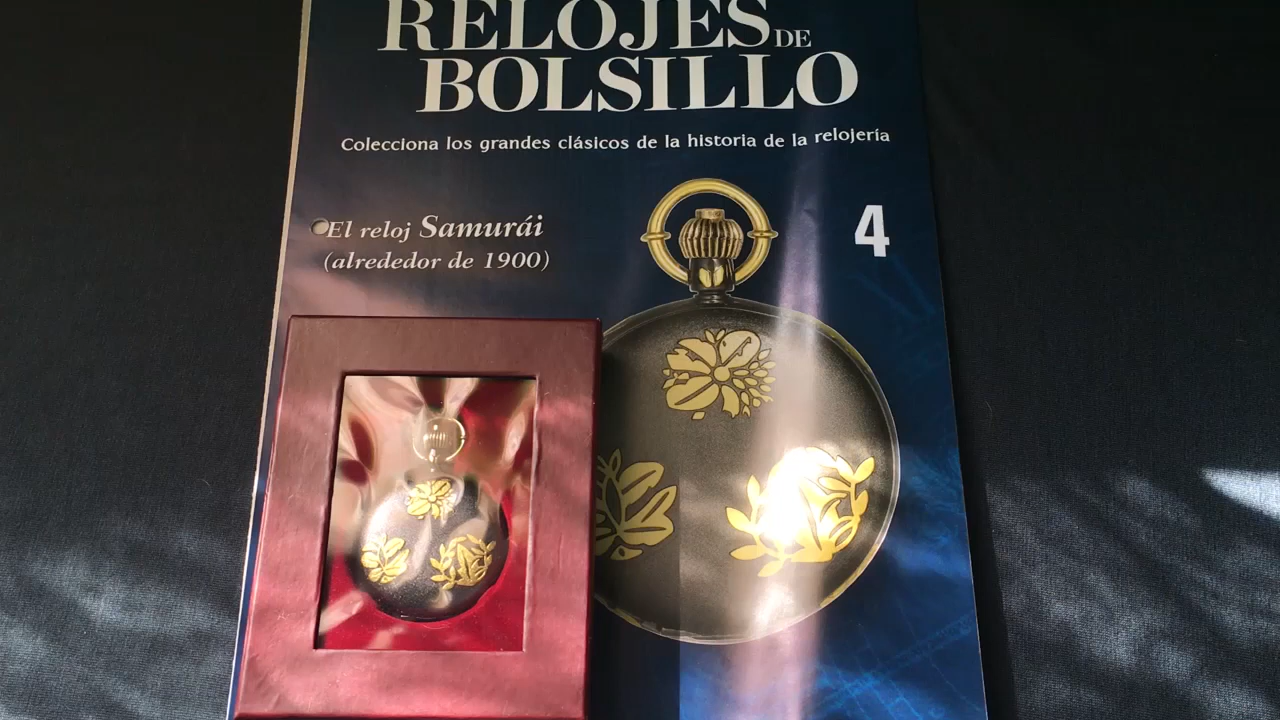 RELOJES DE
BOLSILLO
Colecciona los grandes clásicos de la historia de la relojería
El reloj Samurái
(alrededor de 1900)
4